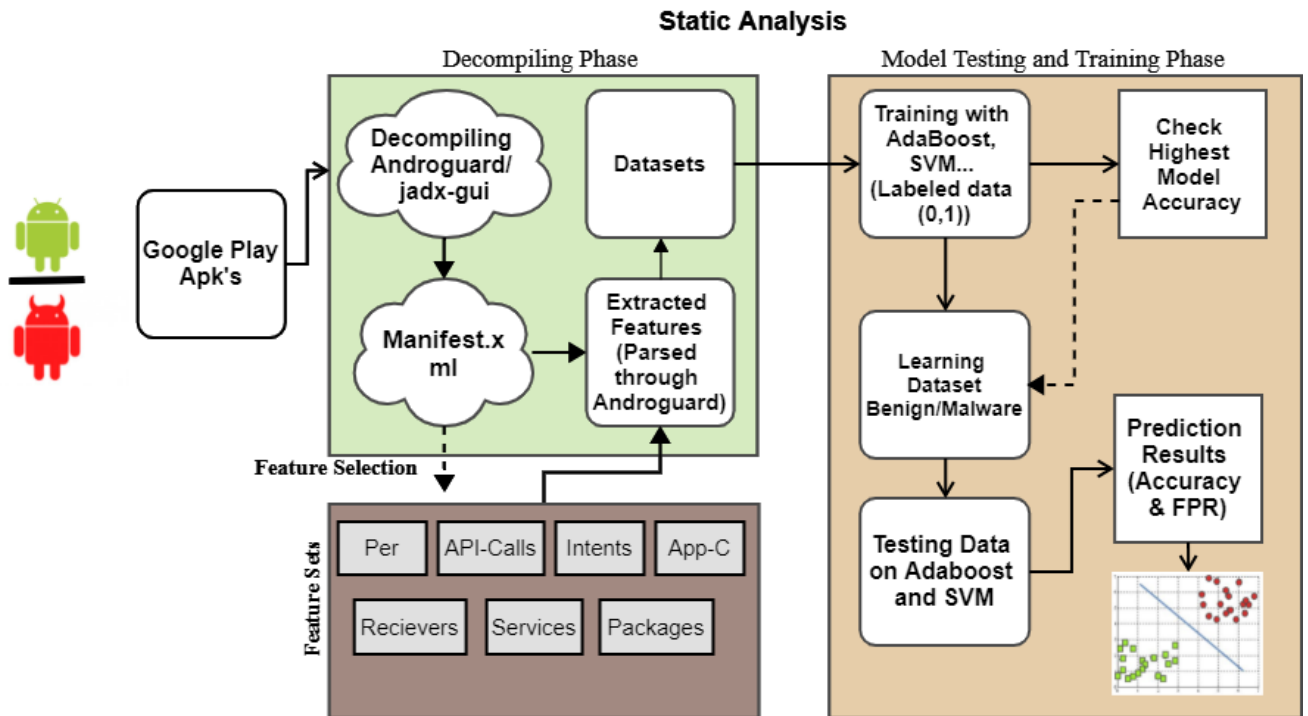 Static Analysis
Decompiling Phase
Model Testing and Training Phase
Google Play
Apk's
Decompiling
Androguard/
jadx-gui
Datasets
Manifest.x
ml
Extracted
Features
(Parsed
through
Androguard)
Feature Selection
Feature Sets
Per
API-Calls
Intents
App-C
Recievers
Services
Packages
Training with
AdaBoost,
SVM...
(Labeled data
(0,1))
Check
Highest
Model
Accuracy
Learning
Dataset
Benign/Malware
Testing Data
on Adaboost
and SVM
Prediction
Results
(Accuracy
& FPR)